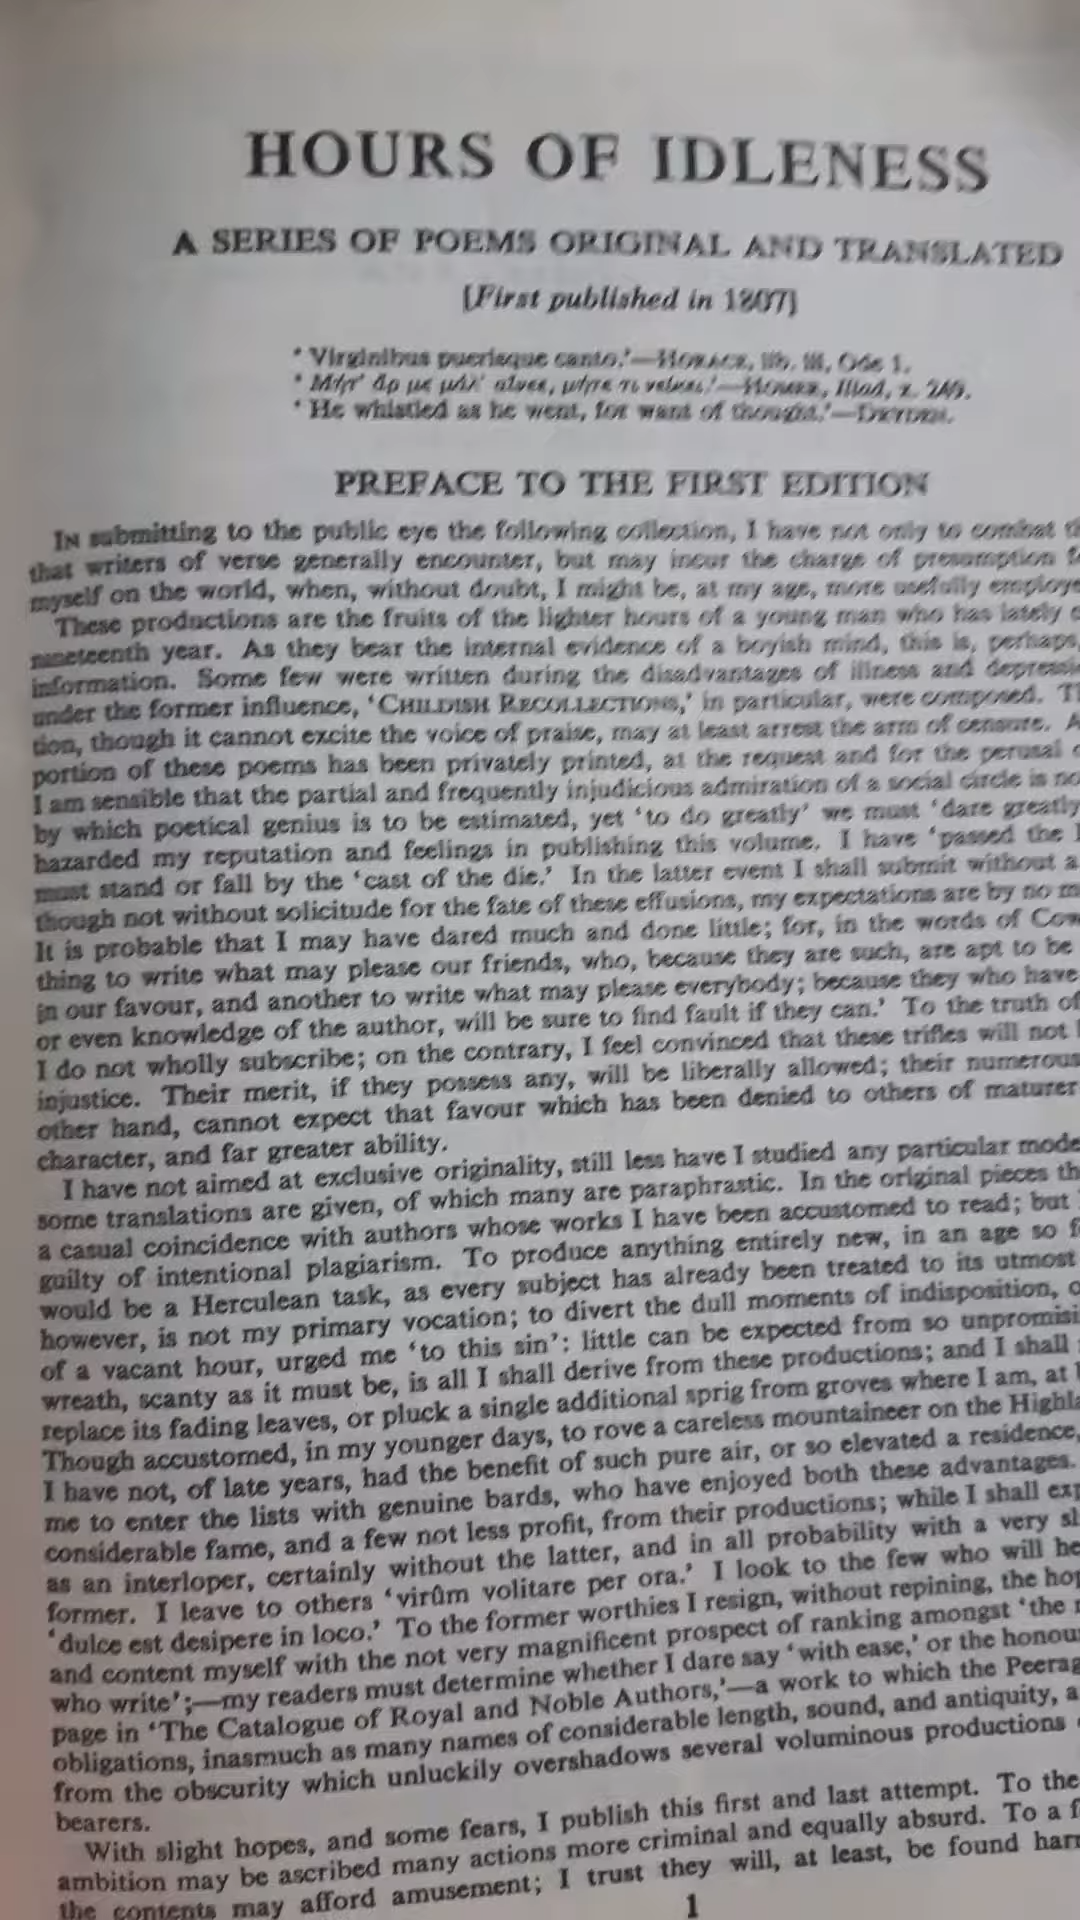 HOURS OF IDLENESS
A SERIES OF POEMS ORIGINAL AND TRANSLATED
[First published in 1807]
' Virginibus puerisque canto.'—HORACE, lib. iii, Ode 1.
' Μήτ' ἄρ με μάλ' αἴνεε, μήτε τι νείκει.'—HOMER, Iliad, x. 249.
' He whistled as he went, for want of thought.'—DRYDEN.
PREFACE TO THE FIRST EDITION
IN submitting to the public eye the following collection, I have not only to combat
that writers of verse generally encounter, but may incur the charge of presumption
myself on the world, when, without doubt, I might be, at my age, more usefully
These productions are the fruits of the lighter hours of a young man who has lately
nineteenth year. As they bear the internal evidence of a boyish mind, this is, perhaps,
information. Some few were written during the disadvantages of illness and
under the former influence, 'CHILDISH RECOLLECTIONS,' in particular, were composed.
tion, though it cannot excite the voice of praise, may at least arrest the arm of censure.
portion of these poems has been privately printed, at the request and for the perusal
I am sensible that the partial and frequently injudicious admiration of a social circle is
by which poetical genius is to be estimated, yet 'to do greatly' we must 'dare greatly
hazarded my reputation and feelings in publishing this volume. I have 'passed the
must stand or fall by the 'cast of the die.' In the latter event I shall submit without a
though not without solicitude for the fate of these effusions, my expectations are by no
It is probable that I may have dared much and done little; for, in the words of
thing to write what may please our friends, who, because they are such, are apt to be
in our favour, and another to write what may please everybody; because they who have
or even knowledge of the author, will be sure to find fault if they can.' To the truth of
I do not wholly subscribe; on the contrary, I feel convinced that these trifles will not
injustice. Their merit, if they possess any, will be liberally allowed; their numerous
other hand, cannot expect that favour which has been denied to others of maturer
character, and far greater ability.
I have not aimed at exclusive originality, still less have I studied any particular
some translations are given, of which many are paraphrastic. In the original pieces
a casual coincidence with authors whose works I have been accustomed to read; but
guilty of intentional plagiarism. To produce anything entirely new, in an age so
would be a Herculean task, as every subject has already been treated to its utmost
however, is not my primary vocation; to divert the dull moments of indisposition,
of a vacant hour, urged me 'to this sin': little can be expected from so
wreath, scanty as it must be, is all I shall derive from these productions; and I shall
replace its fading leaves, or pluck a single additional sprig from groves where I am, at
Though accustomed, in my younger days, to rove a careless mountaineer on the
I have not, of late years, had the benefit of such pure air, or so elevated a residence,
me to enter the lists with genuine bards, who have enjoyed both these advantages.
considerable fame, and a few not less profit, from their productions; while I shall
as an interloper, certainly without the latter, and in all probability with a very
former. I leave to others 'virûm volitare per ora.' I look to the few who will
'dulce est desipere in loco.' To the former worthies I resign, without repining, the
and content myself with the not very magnificent prospect of ranking amongst 'the
who write';—my readers must determine whether I dare say 'with ease,' or the
page in 'The Catalogue of Royal and Noble Authors,'—a work to which the
obligations, inasmuch as many names of considerable length, sound, and antiquity,
from the obscurity which unluckily overshadows several voluminous productions
bearers.
With slight hopes, and some fears, I publish this first and last attempt. To the
ambition may be ascribed many actions more criminal and equally absurd. To a
the contents may afford amusement; I trust they will, at least, be found
1